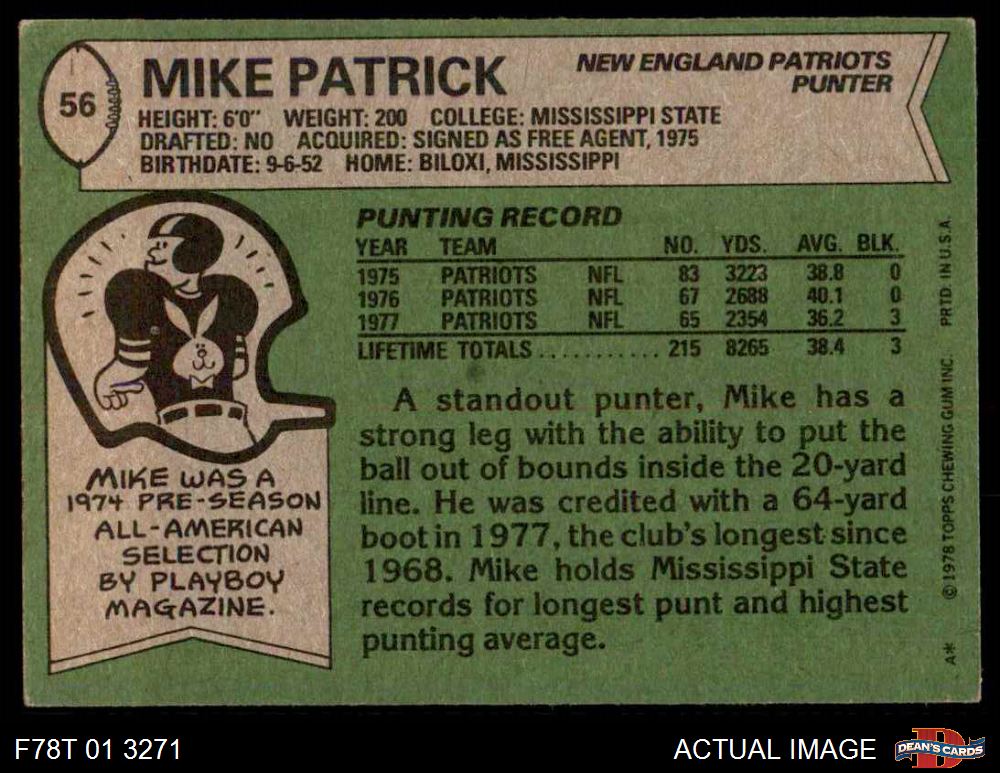 56
MIKE PATRICK
NEW ENGLAND PATRIOTS
PUNTER
HEIGHT: 6'0" WEIGHT: 200 COLLEGE: MISSISSIPPI STATE
DRAFTED: NO ACQUIRED: SIGNED AS FREE AGENT, 1975
BIRTHDATE: 9-6-52 HOME: BILOXI, MISSISSIPPI
PUNTING RECORD
YEAR TEAM NO. YDS. AVG. BLK.
1975 PATRIOTS NFL 83 3223 38.8 0
1976 PATRIOTS NFL 67 2688 40.1 0
1977 PATRIOTS NFL 65 2354 36.2 3
LIFETIME TOTALS ........... 215 8265 38.4 3
A standout punter, Mike has a
strong leg with the ability to put the
ball out of bounds inside the 20-yard
line. He was credited with a 64-yard
boot in 1977, the club's longest since
1968. Mike holds Mississippi State
records for longest punt and highest
punting average.
MIKE WAS A
1974 PRE-SEASON
ALL-AMERICAN
SELECTION
BY PLAYBOY
MAGAZINE.
A* © 1978 TOPPS CHEWING GUM INC. PRTD. IN U.S.A
F78T 01 3271
ACTUAL IMAGE
D
DEAN'S CARDS